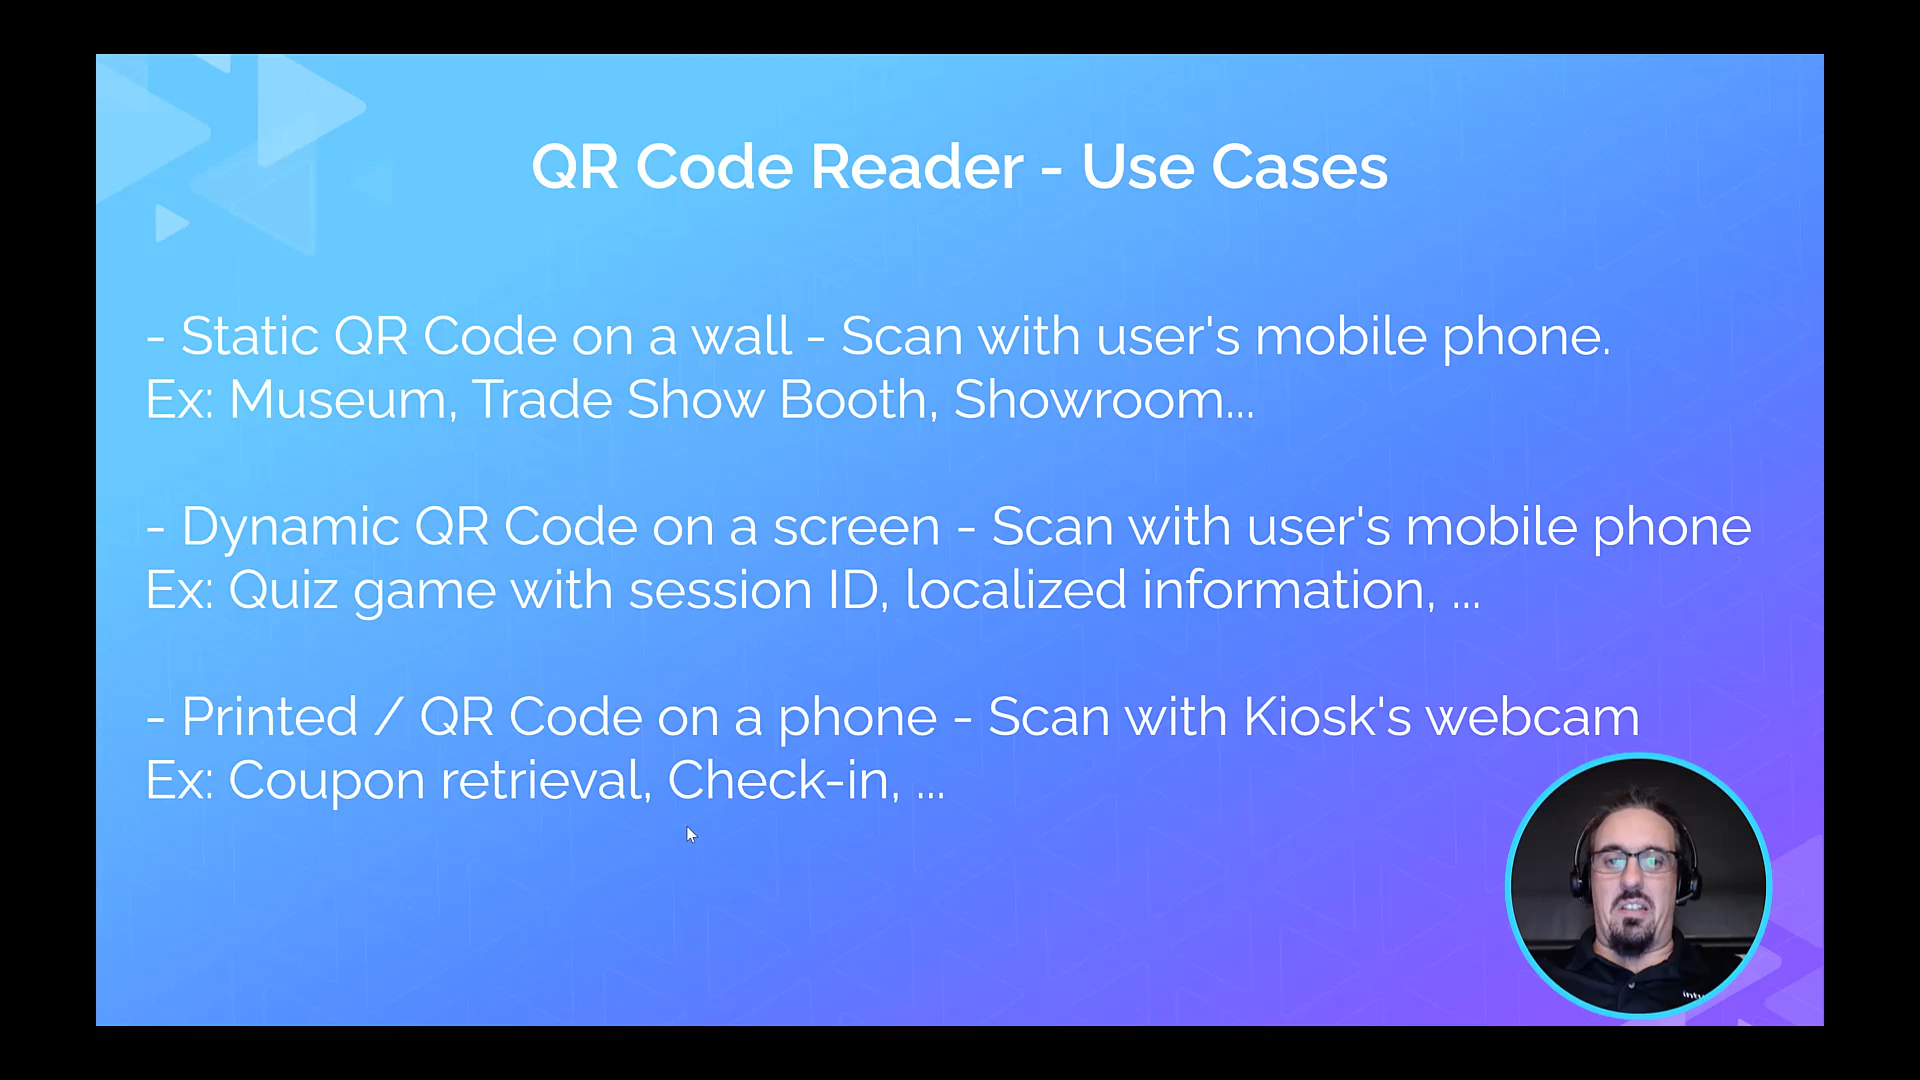 QR Code Reader - Use Cases
- Static QR Code on a wall - Scan with user's mobile phone.
Ex: Museum, Trade Show Booth, Showroom...
- Dynamic QR Code on a screen - Scan with user's mobile phone
Ex: Quiz game with session ID, localized information, ...
- Printed / QR Code on a phone - Scan with Kiosk's webcam
Ex: Coupon retrieval, Check-in, ...